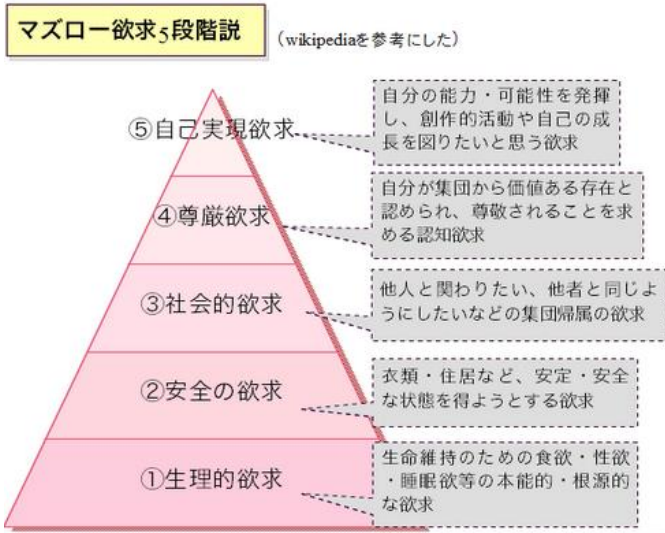 マズロー欲求5段階説 （wikipediaを参考にした）
⑤自己実現欲求
自分の能力・可能性を発揮
し、創作的活動や自己の成
長を図りたいと思う欲求
④尊厳欲求
自分が集団から価値ある存在と
認められ、尊敬されることを求
める認知欲求
③社会的欲求
他人と関わりたい、他者と同じよ
うにしたいなどの集団帰属の欲求
②安全の欲求
衣類・住居など、安定・安全
な状態を得ようとする欲求
①生理的欲求
生命維持のための食欲・性欲
・睡眠欲等の本能的・根源的
な欲求